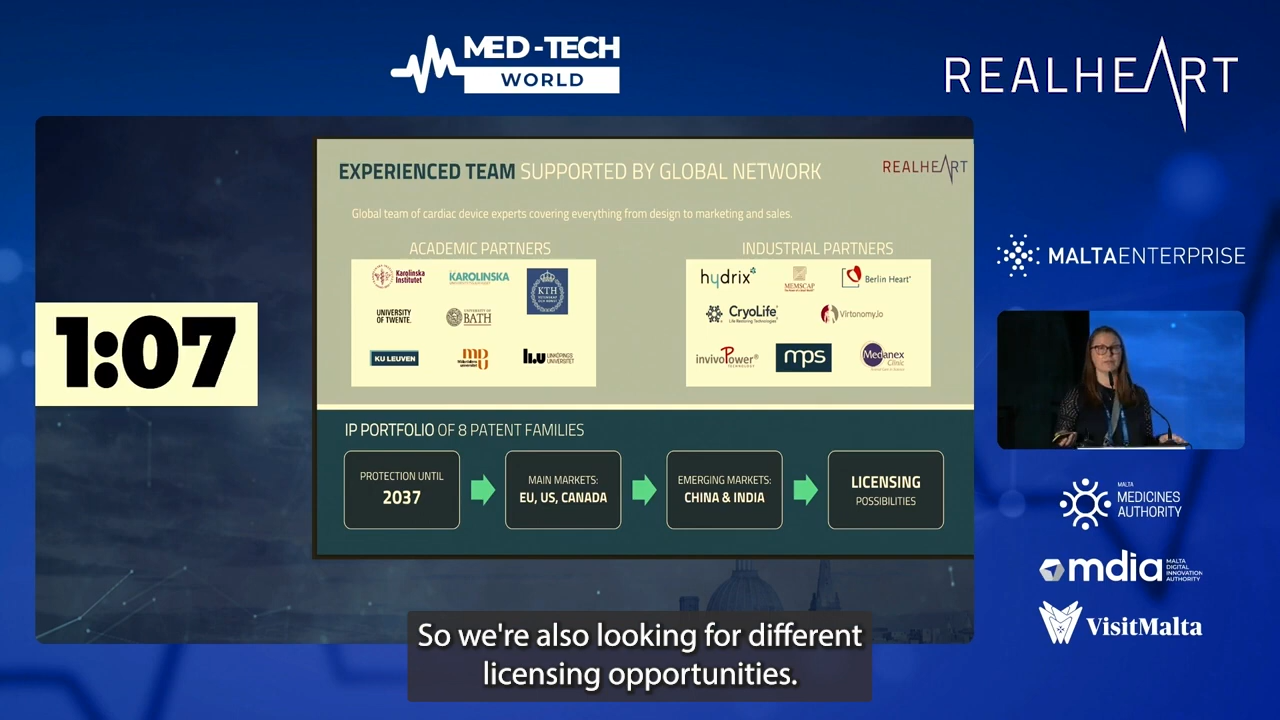 MED-TECH
WORLD
REALHEART
EXPERIENCED TEAM SUPPORTED BY GLOBAL NETWORK
REALHEART
Global team of cardiac device experts covering everything from design to marketing and sales.
ACADEMIC PARTNERS
INDUSTRIAL PARTNERS
Karolinska
Institutet
KAROLINSKA
KTH
UNIVERSITY
OF TWENTE.
UNIVERSITY OF
BATH
KU LEUVEN
LINKÖPINGS
UNIVERSITET
hydrix
MEMSCAP
Berlin Heart
CryoLife
Life Restoring Technologies
Virtonomy.io
invivoPower
TECHNOLOGY
mps
Medanex
Clinic
1:07
IP PORTFOLIO OF 8 PATENT FAMILIES
PROTECTION UNTIL
2037
MAIN MARKETS:
EU, US, CANADA
EMERGING MARKETS:
CHINA & INDIA
LICENSING
POSSIBILITIES
MALTAENTERPRISE
MALTA
MEDICINES
AUTHORITY
mdia
MALTA
DIGITAL
INNOVATION
AUTHORITY
VisitMalta
So we're also looking for different
licensing opportunities.